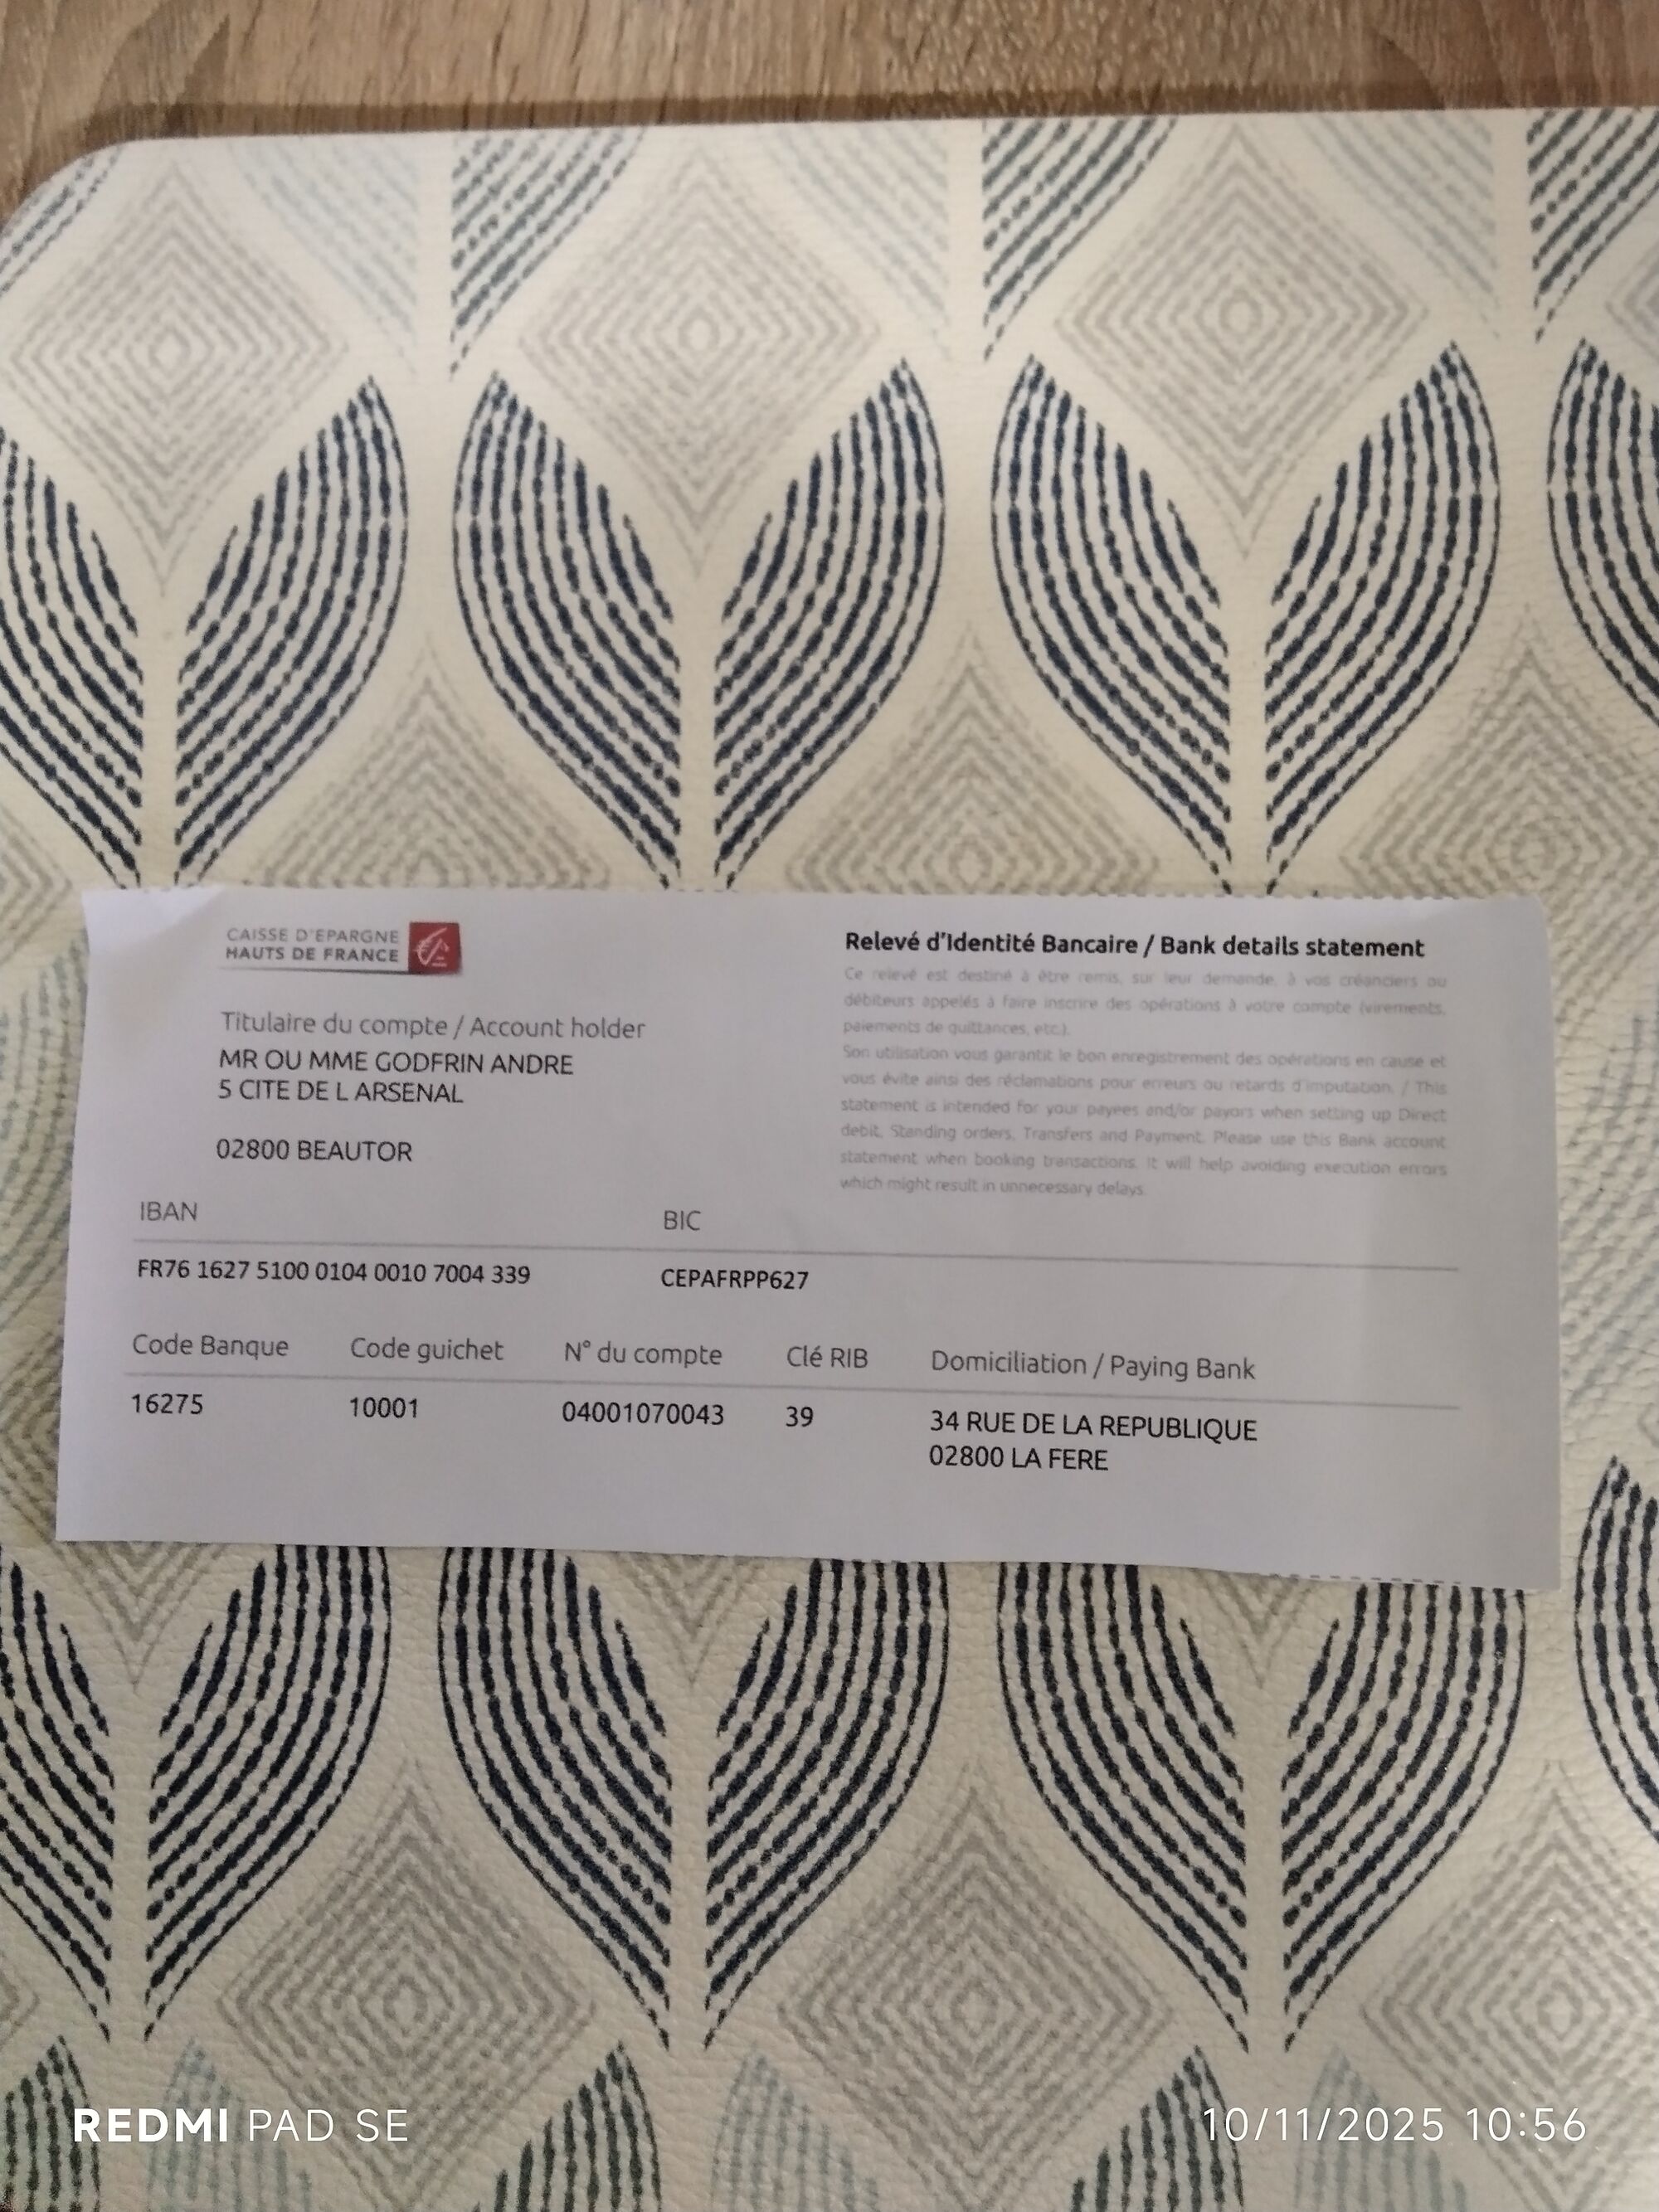 CAISSE D'EPARGNE
HAUTS DE FRANCE
Relevé d'Identité Bancaire / Bank details statement
Ce relevé est destiné à être remis, sur leur demande, à vos créanciers ou
débiteurs appelés à faire inscrire des opérations à votre compte (virements,
paiements de quittances, etc.).
Son utilisation vous garantit le bon enregistrement des opérations en cause et
vous évite ainsi des réclamations pour erreurs ou retards d'imputation. / This
statement is intended for your payees and/or payors when setting up Direct
debit, Standing orders, Transfers and Payment. Please use this Bank account
statement when booking transactions. It will help avoiding execution errors
which might result in unnecessary delays.
Titulaire du compte / Account holder
MR OU MME GODFRIN ANDRE
5 CITE DE L ARSENAL
02800 BEAUTOR
IBAN BIC
FR76 1627 5100 0104 0010 7004 339 CEPAFRPP627
Code Banque Code guichet N° du compte Clé RIB Domiciliation / Paying Bank
16275 10001 04001070043 39 34 RUE DE LA REPUBLIQUE
02800 LA FERE
REDMI PAD SE 10/11/2025 10:56